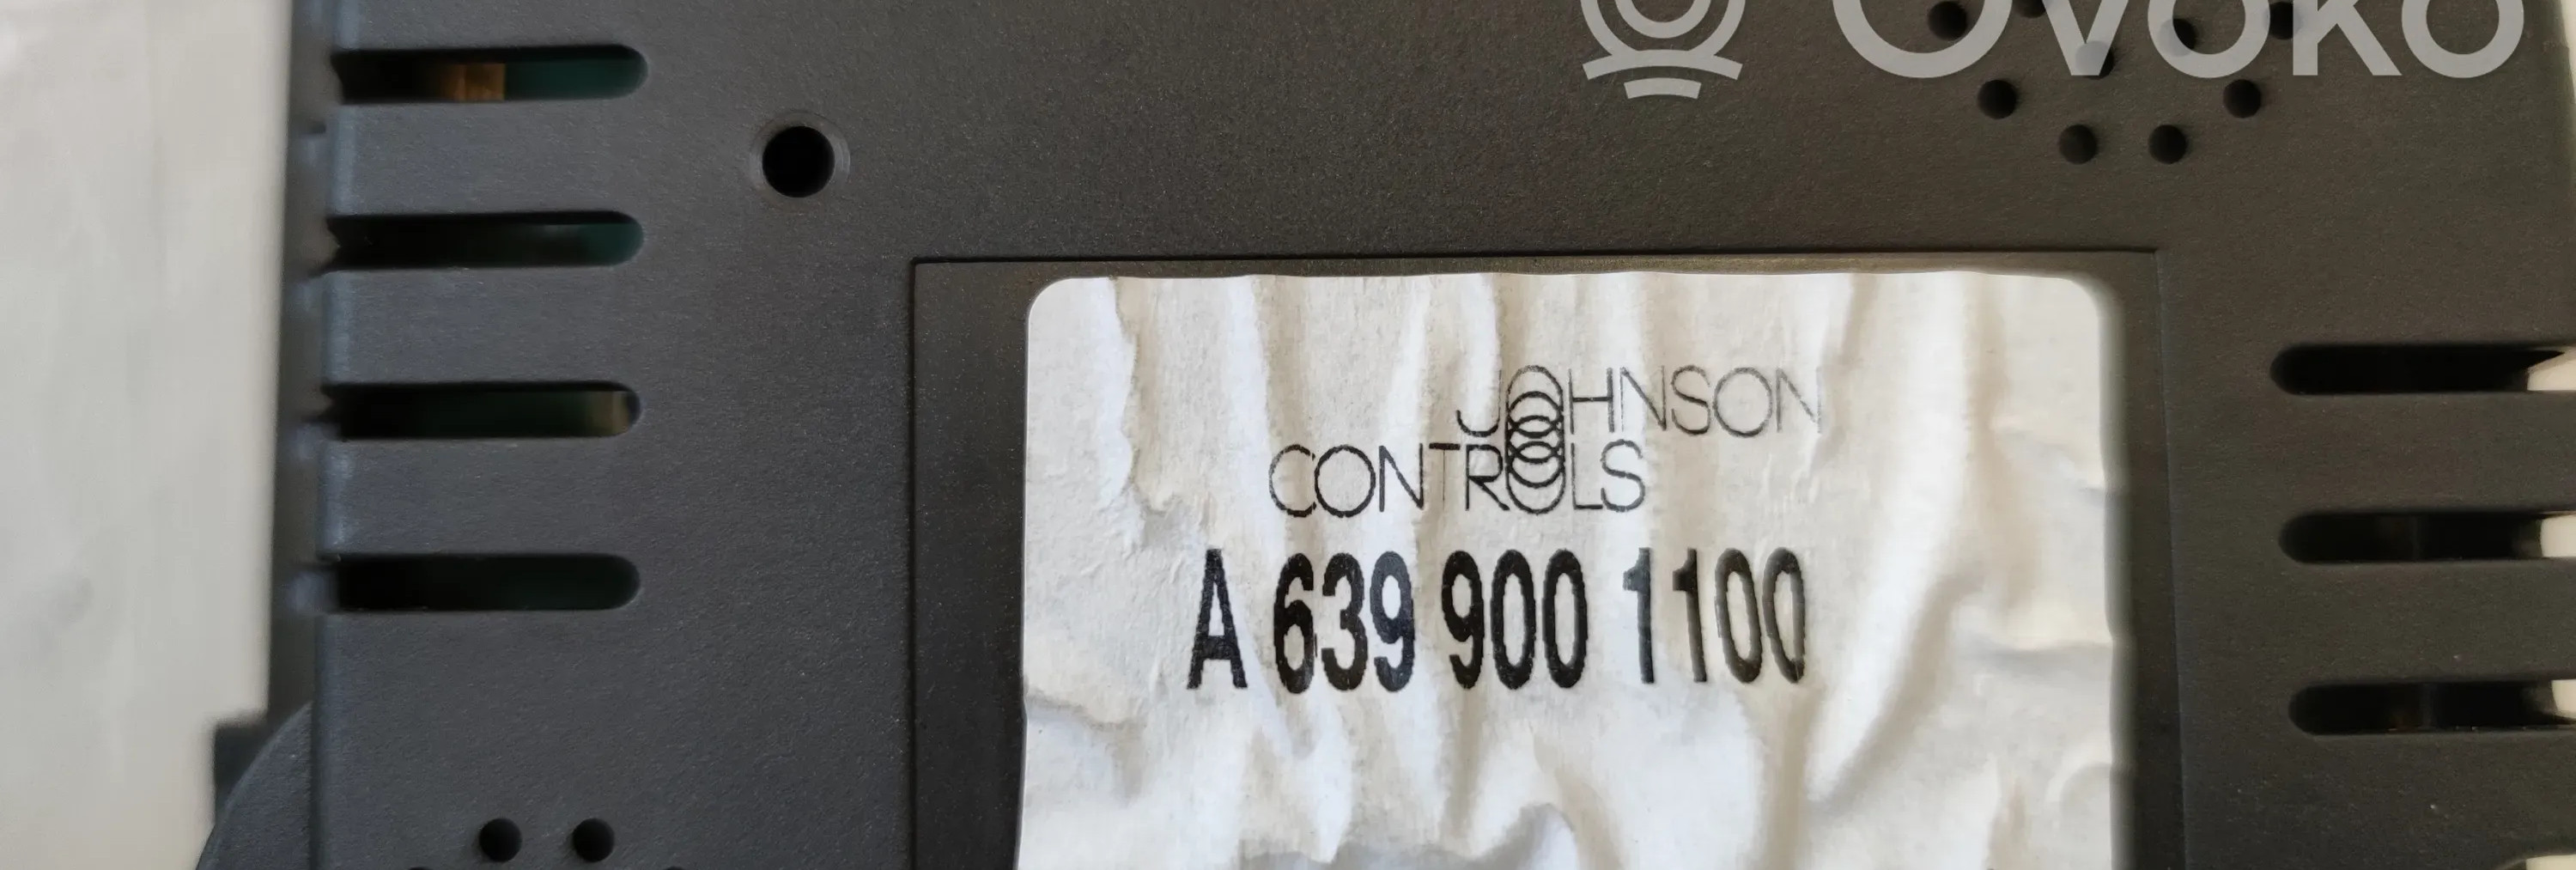 OVOKO
JOHNSON
CONTROLS
A 639 900 1100